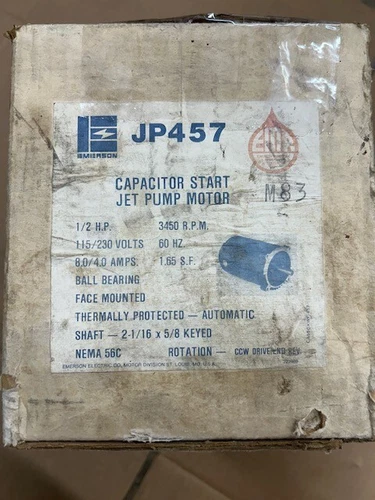 EMERSON
JP457
CAPACITOR START
JET PUMP MOTOR
M83
1/2 H.P. 3450 R.P.M.
115/230 VOLTS 60 HZ.
8.0/4.0 AMPS. 1.65 S.F.
BALL BEARING
FACE MOUNTED
THERMALLY PROTECTED – AUTOMATIC
SHAFT – 2-1/16 x 5/8 KEYED
NEMA 56C ROTATION – CCW DRIVE END REV.
EMERSON ELECTRIC CO. MOTOR DIVISION ST. LOUIS, MO. U.S.A.